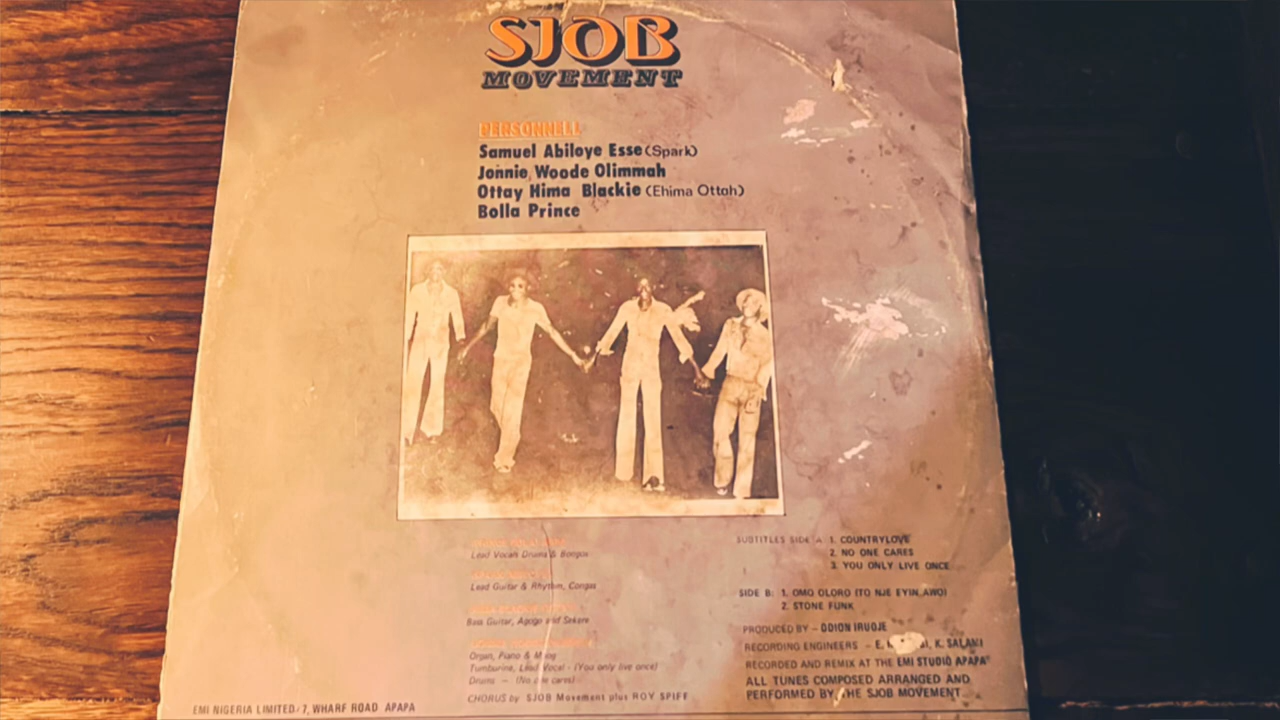 SJOB
MOVEMENT
PERSONNELL
Samuel Abiloye Esse (Spark)
Jonnie Woode Olimmah
Ottay Hima Blackie (Ehima Ottah)
Bolla Prince
Lead Vocals Drums & Bongos
Lead Guitar & Rhythm, Congas
Bass Guitar, Agogo and Sekere
Organ, Piano & Moog
Tumburine, Lead Vocal - (You only live once)
Drums — (No one cares)
CHORUS by SJOB Movement plus ROY SPIFF
SUBTITLES SIDE A: 1. COUNTRYLOVE
2. NO ONE CARES
3. YOU ONLY LIVE ONCE
SIDE B: 1. OMO OLORO (TO NJE EYIN AWO)
2. STONE FUNK
PRODUCED BY — ODION IRUOJE
RECORDING ENGINEERS – E. K. SALAMI
RECORDED AND REMIX AT THE EMI STUDIO APAPA
ALL TUNES COMPOSED ARRANGED AND
PERFORMED BY THE SJOB MOVEMENT
EMI NIGERIA LIMITED. 7, WHARF ROAD APAPA